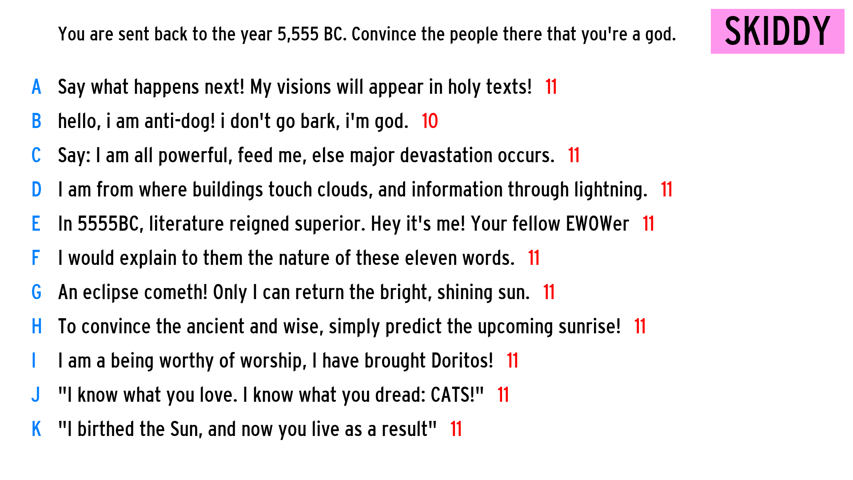 You are sent back to the year 5,555 BC. Convince the people there that you're a god.
SKIDDY
A Say what happens next! My visions will appear in holy texts! 11
B hello, i am anti-dog! i don't go bark, i'm god. 10
C Say: I am all powerful, feed me, else major devastation occurs. 11
D I am from where buildings touch clouds, and information through lightning. 11
E In 5555BC, literature reigned superior. Hey it's me! Your fellow EWOWer 11
F I would explain to them the nature of these eleven words. 11
G An eclipse cometh! Only I can return the bright, shining sun. 11
H To convince the ancient and wise, simply predict the upcoming sunrise! 11
I I am a being worthy of worship, I have brought Doritos! 11
J "I know what you love. I know what you dread: CATS!" 11
K "I birthed the Sun, and now you live as a result" 11